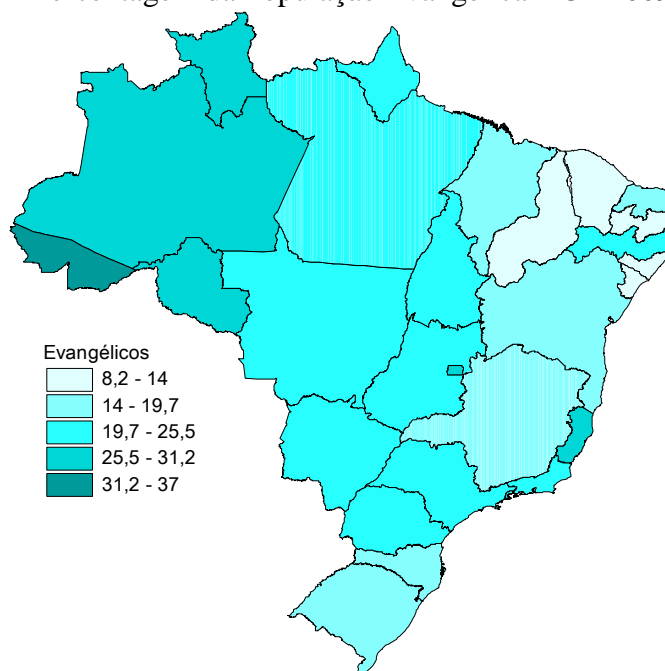 Evangélicos
8,2 - 14
14 - 19,7
19,7 - 25,5
25,5 - 31,2
31,2 - 37